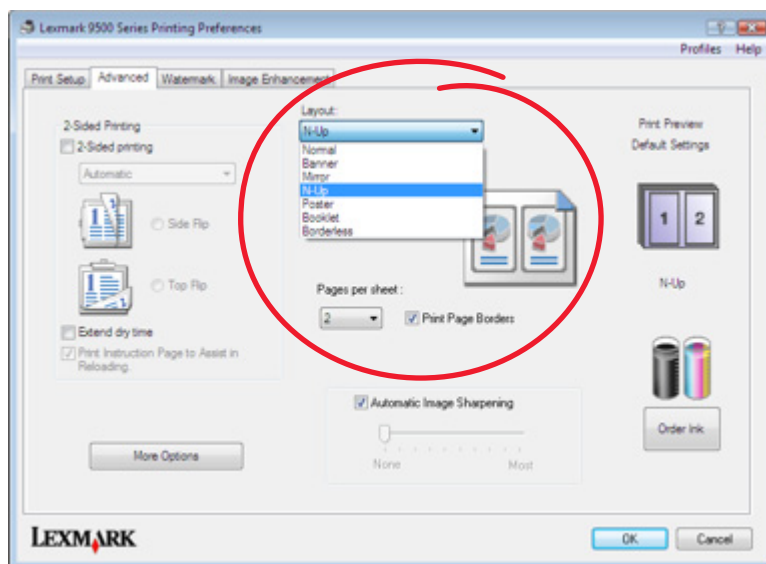 Lexmark 9500 Series Printing Preferences
Profiles Help
Print Setup Advanced Watermark Image Enhancement
2-Sided Printing
2-Sided printing
Automatic
Side Flip
Top Flip
Extend dry time
Print Instruction Page to Assist in
Reloading.
More Options
Layout:
N-Up
Normal
Banner
Mirror
N-Up
Poster
Booklet
Borderless
Pages per sheet :
2
Print Page Borders
Automatic Image Sharpening
None Most
Print Preview
Default Settings
1 2
N-Up
Order Ink
LEXMARK
OK Cancel